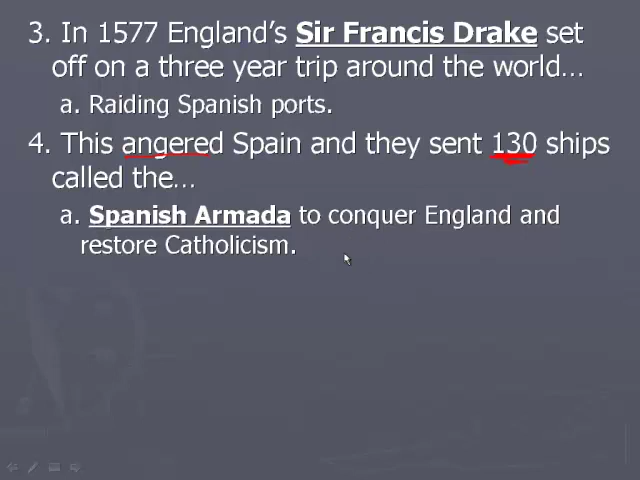 3. In 1577 England’s Sir Francis Drake set
off on a three year trip around the world…
a. Raiding Spanish ports.
4. This angered Spain and they sent 130 ships
called the…
a. Spanish Armada to conquer England and
restore Catholicism.